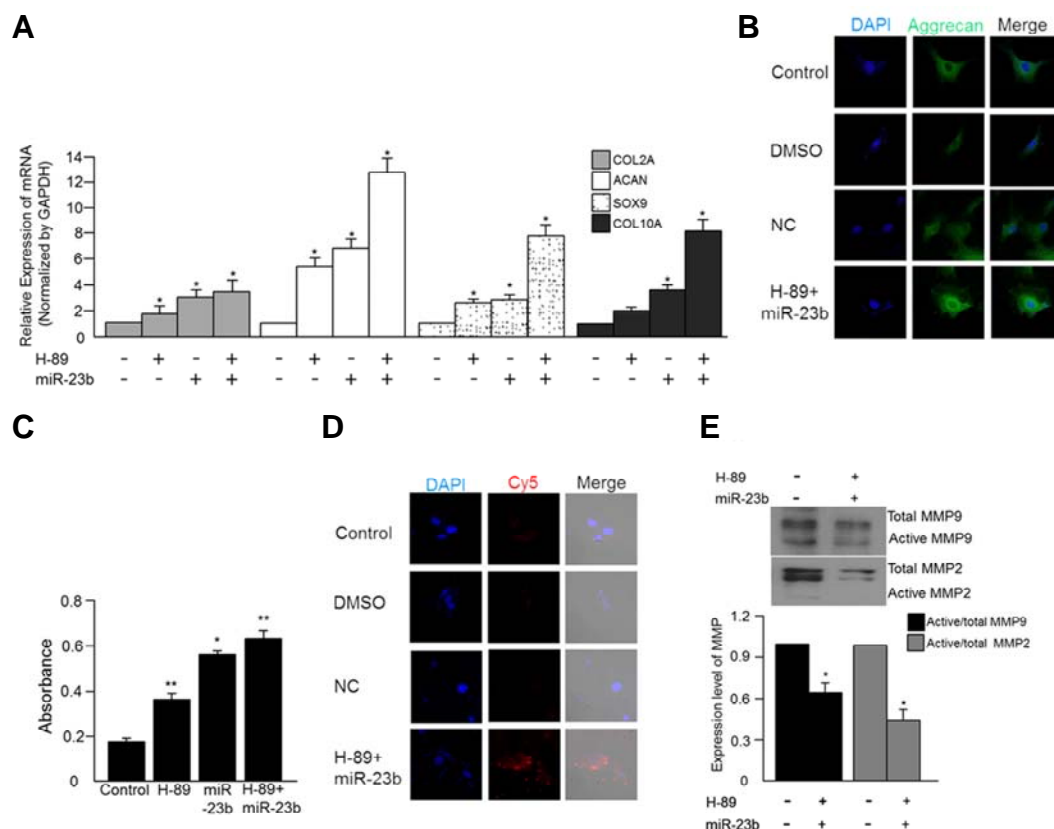 A
Relative Expression of mRNA
(Normalized by GAPDH)
14
12
10
8
6
4
2
0
* * * * * * * * * * *
COL2A
ACAN
SOX9
COL10A
H-89 - + - + - + - + - + - + - + - +
miR-23b - - + + - - + + - - + + - - + +
B
DAPI Aggrecan Merge
Control
DMSO
NC
H-89+
miR-23b
C
Absorbance
0.8
0.6
0.4
0.2
0
** * **
Control H-89 miR H-89+
-23b miR-23b
D
DAPI Cy5 Merge
Control
DMSO
NC
H-89+
miR-23b
E
H-89 - +
miR-23b - +
Total MMP9
Active MMP9
Total MMP2
Active MMP2
Expression level of MMP
1.2
0.9
0.6
0.3
0
Active/total MMP9
Active/total MMP2
* *
H-89 - + - +
miR-23b - + - +